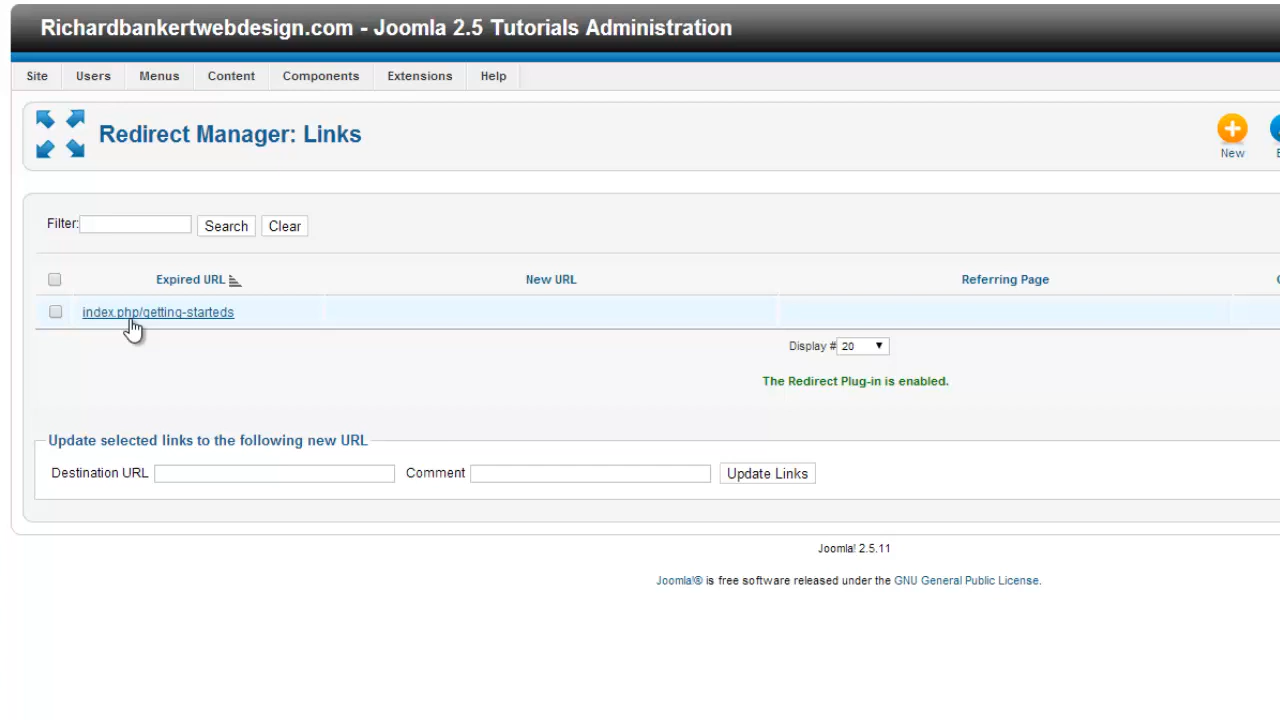 Richardbankertwebdesign.com - Joomla 2.5 Tutorials Administration
Site Users Menus Content Components Extensions Help
Redirect Manager: Links
New
Filter: Search Clear
Expired URL New URL Referring Page
index.php/getting-starteds
Display # 20
The Redirect Plug-in is enabled.
Update selected links to the following new URL
Destination URL Comment Update Links
Joomla! 2.5.11
Joomla!® is free software released under the GNU General Public License.